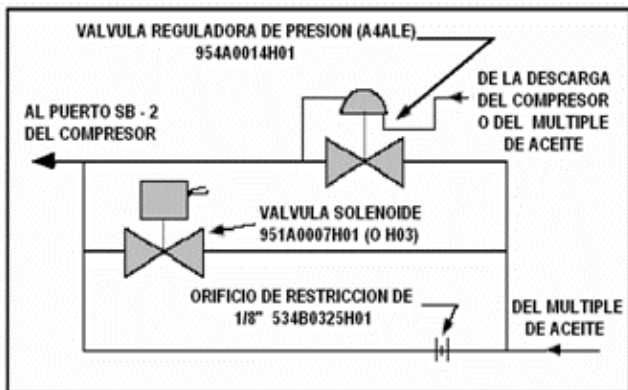 VALVULA REGULADORA DE PRESION (A4ALE)
954A0014H01
DE LA DESCARGA
DEL COMPRESOR
O DEL MULTIPLE
DE ACEITE
AL PUERTO SB - 2
DEL COMPRESOR
VALVULA SOLENOIDE
951A0007H01 (O H03)
ORIFICIO DE RESTRICCION DE
1/8" 534B0325H01
DEL MULTIPLE
DE ACEITE